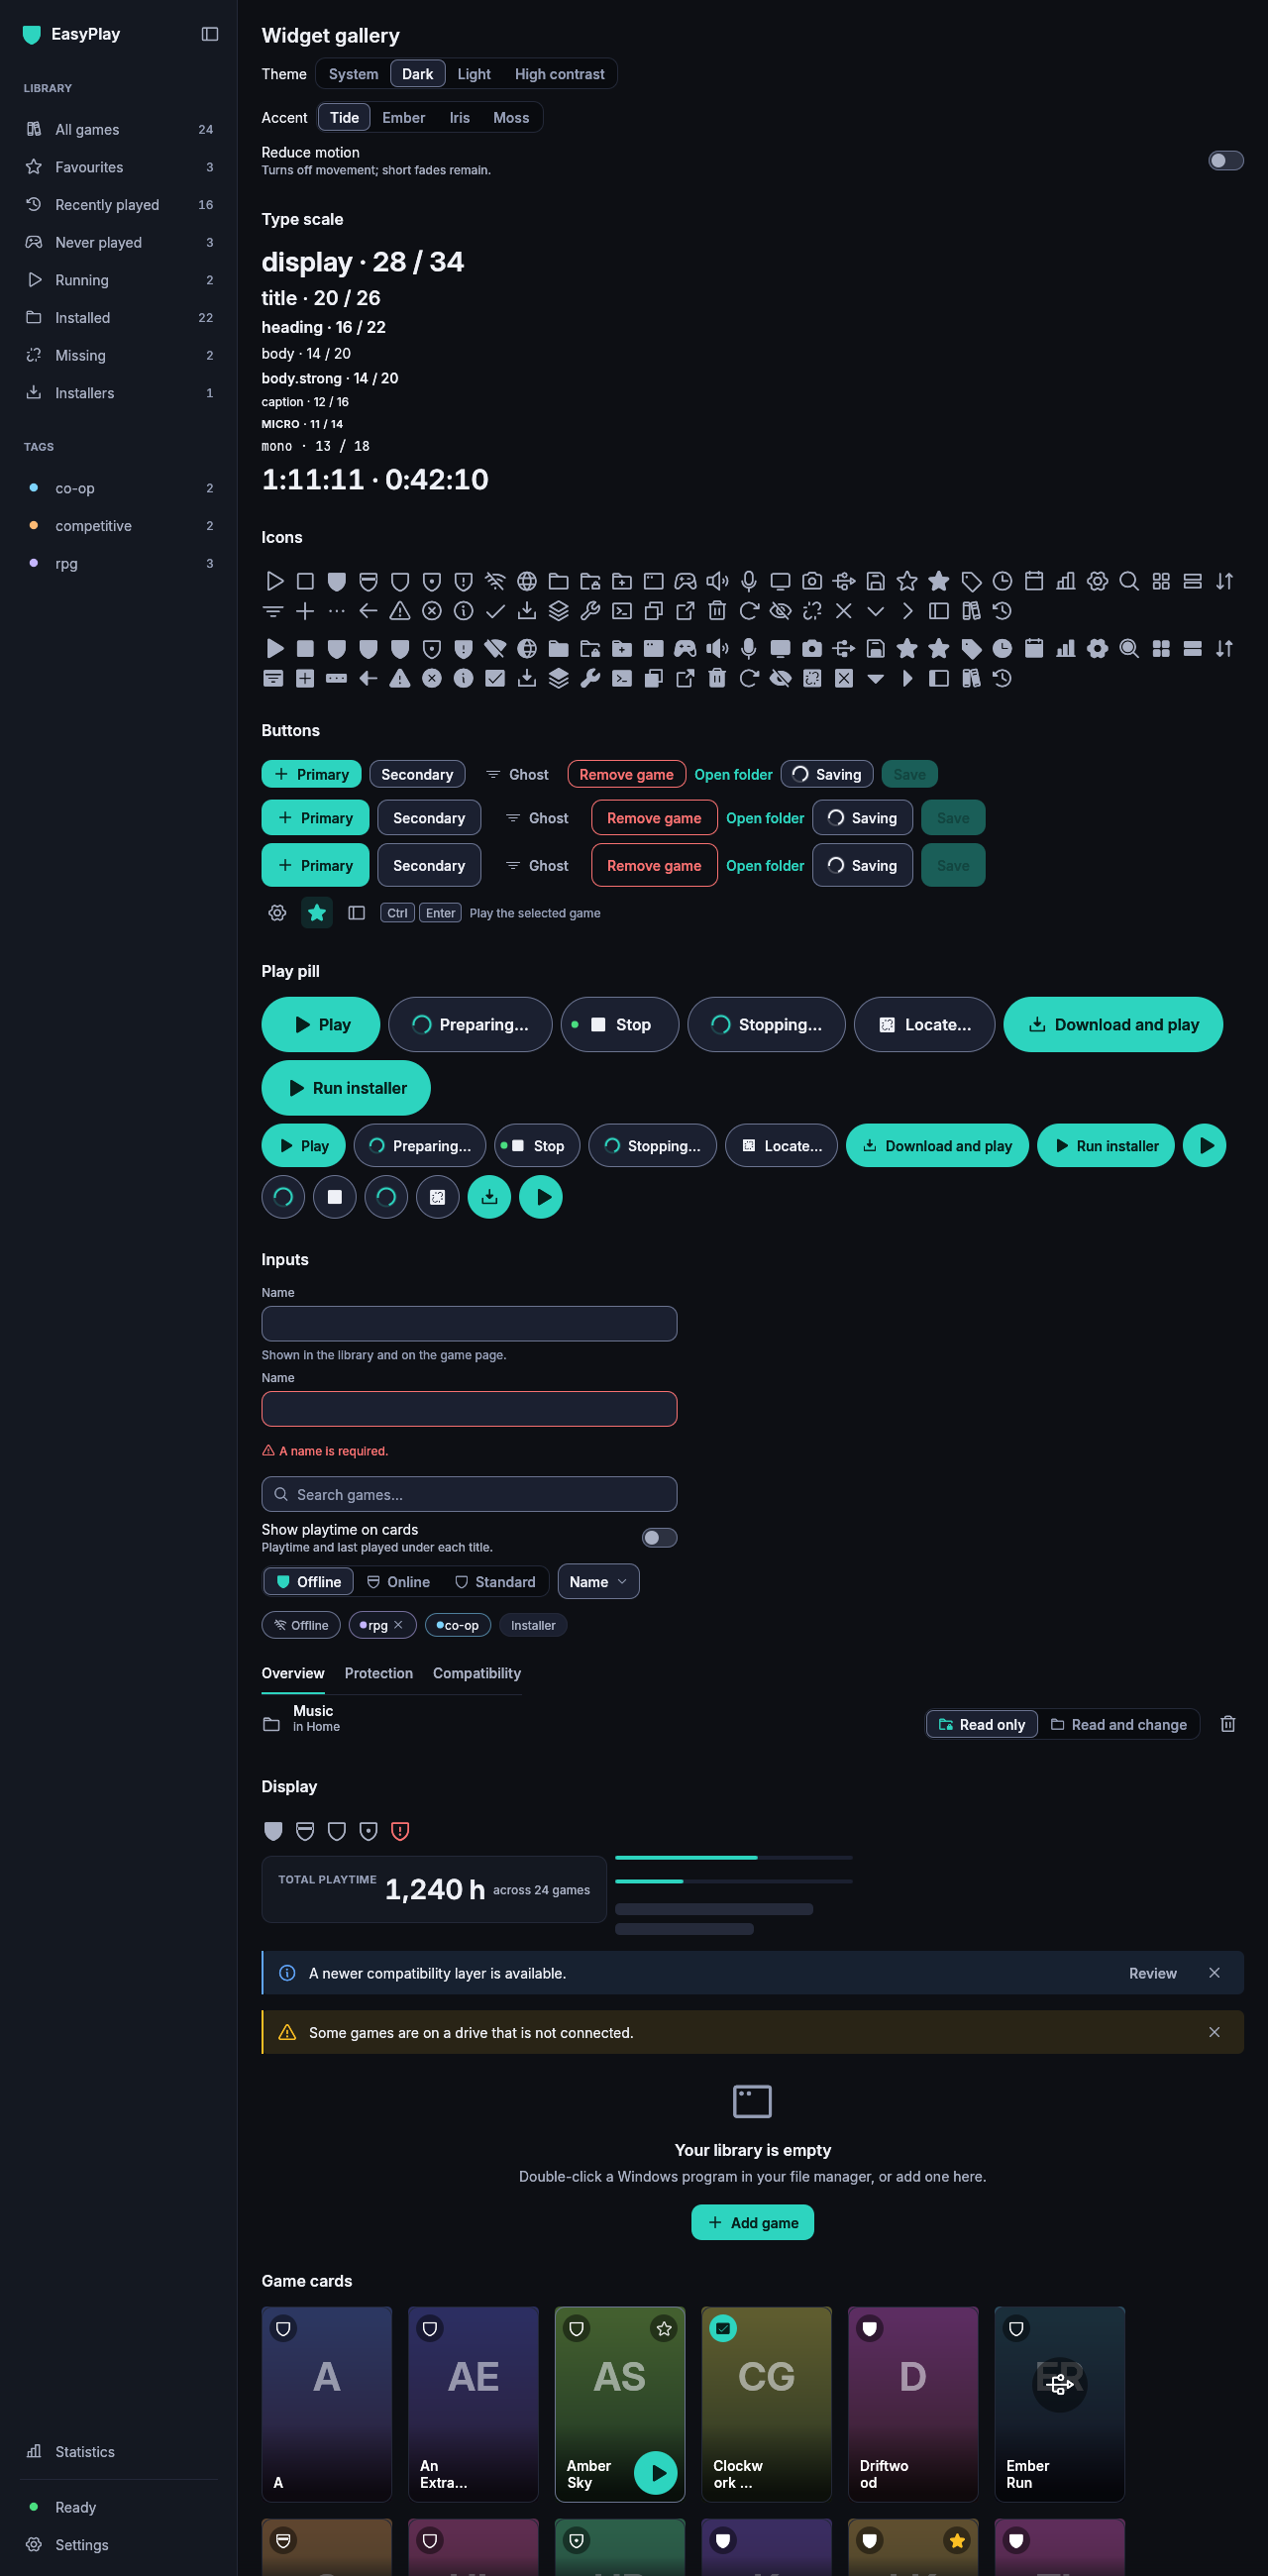 EasyPlay
LIBRARY
All games 24
Favourites 3
Recently played 16
Never played 3
Running 2
Installed 22
Missing 2
Installers 1
TAGS
co-op 2
competitive 2
rpg 3
Statistics
Ready
Settings
Widget gallery
Theme System Dark Light High contrast
Accent Tide Ember Iris Moss
Reduce motion
Turns off movement; short fades remain.
Type scale
display · 28 / 34
title · 20 / 26
heading · 16 / 22
body · 14 / 20
body.strong · 14 / 20
caption · 12 / 16
MICRO · 11 / 14
mono · 13 / 18
1:11:11 · 0:42:10
Icons
Buttons
Primary Secondary Ghost Remove game Open folder Saving Save
Primary Secondary Ghost Remove game Open folder Saving Save
Primary Secondary Ghost Remove game Open folder Saving Save
Ctrl Enter Play the selected game
Play pill
Play Preparing... Stop Stopping... Locate... Download and play
Run installer
Play Preparing... Stop Stopping... Locate... Download and play Run installer
Inputs
Name
Shown in the library and on the game page.
Name
A name is required.
Search games...
Show playtime on cards
Playtime and last played under each title.
Offline Online Standard Name
Offline rpg co-op Installer
Overview Protection Compatibility
Music
in Home
Read only Read and change
Display
TOTAL PLAYTIME 1,240 h across 24 games
A newer compatibility layer is available. Review
Some games are on a drive that is not connected.
Your library is empty
Double-click a Windows program in your file manager, or add one here.
Add game
Game cards
A AE AS CG D ER
A
An
Extra...
Amber
Sky
Clockw
ork ...
Driftwo
od
Ember
Run